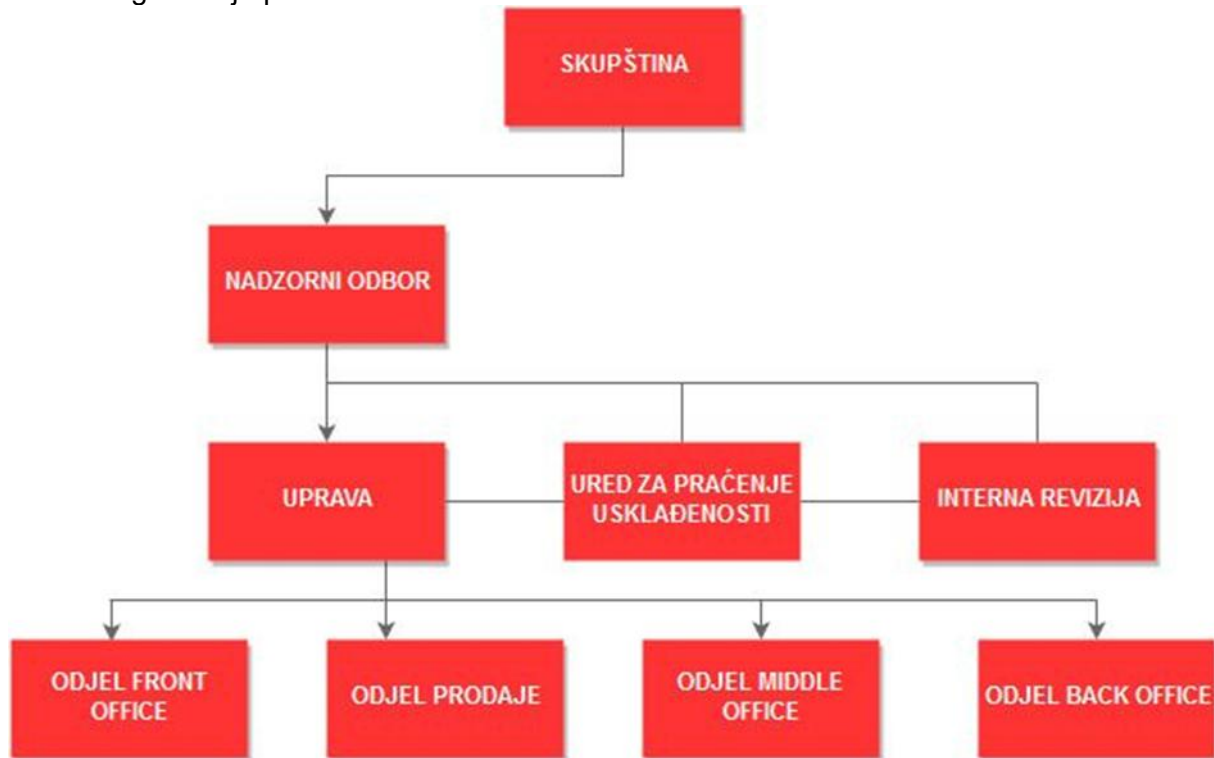 SKUPŠTINA
NADZORNI ODBOR
UPRAVA
URED ZA PRAĆENJE
USKLAĐENOSTI
INTERNA REVIZIJA
ODJEL FRONT
OFFICE
ODJEL PRODAJE
ODJEL MIDDLE
OFFICE
ODJEL BACK OFFICE